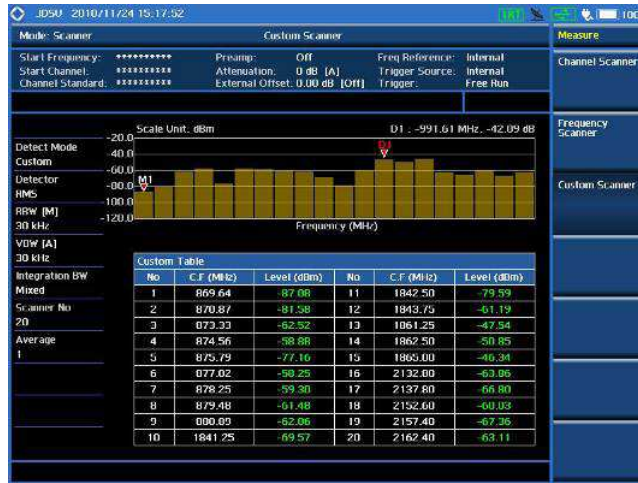 JDSU 2010/11/24 15:17:52
EXT
100
Mode: Scanner
Custom Scanner
Measure
Start Frequency: **********
Preamp: Off
Freq Reference: Internal
Start Channel: **********
Attenuation: 0 dB [A]
Trigger Source: Internal
Channel Standard: **********
External Offset: 0.00 dB [Off]
Trigger: Free Run
Channel Scanner
Frequency Scanner
Custom Scanner
Detect Mode
Custom
Detector
RMS
RBW [M]
30 kHz
VBW [A]
30 kHz
Integration BW
Mixed
Scanner No
20
Average
1
Scale Unit: dBm
D1 : -991.61 MHz, -42.09 dB
-20.0
-40.0
-60.0
-80.0
-100.0
-120.0
M1
D1
Frequency (MHz)
Custom Table
No C.F (MHz) Level (dBm) No C.F (MHz) Level (dBm)
1 869.64 -87.08 11 1842.50 -79.59
2 870.87 -81.58 12 1843.75 -61.19
3 873.33 -62.52 13 1861.25 -47.54
4 874.56 -58.88 14 1862.50 -50.85
5 875.79 -77.16 15 1865.00 -46.34
6 877.02 -58.25 16 2132.80 -63.86
7 878.25 -59.30 17 2137.80 -66.80
8 879.48 -61.48 18 2152.60 -60.03
9 880.09 -62.06 19 2157.40 -67.36
10 1841.25 -69.57 20 2162.40 -63.11